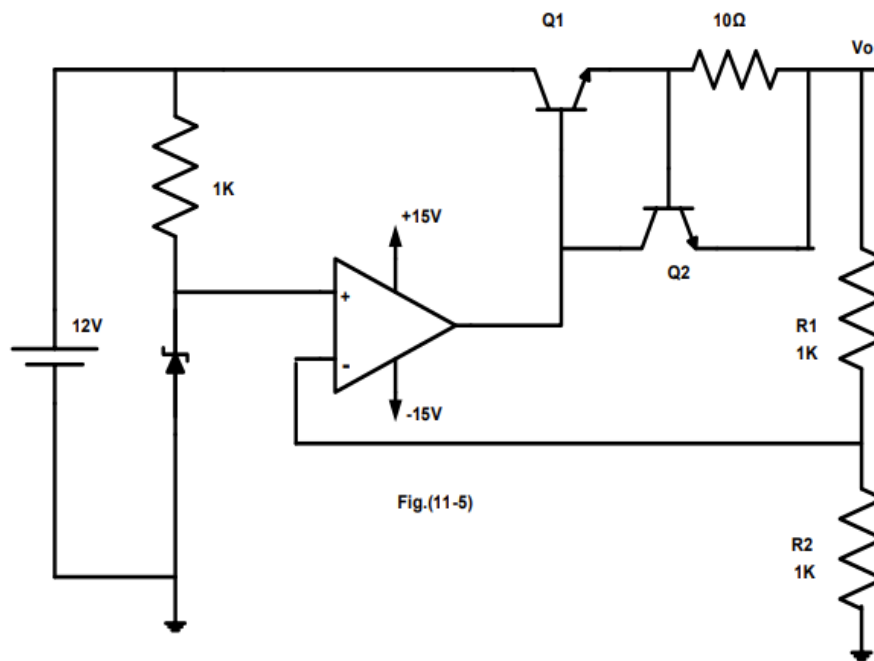 Q1
10Ω
Vo
1K
+15V
+
-
-15V
12V
Q2
R1
1K
Fig.(11-5)
R2
1K